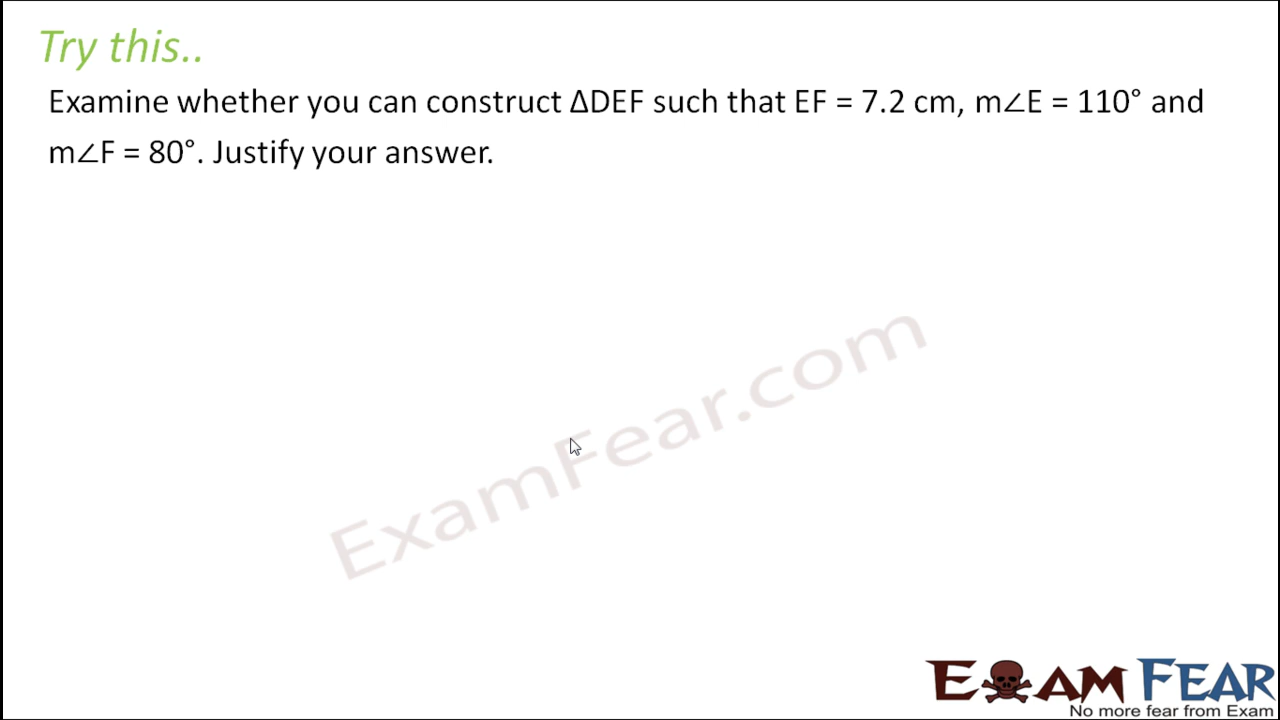 Try this..
Examine whether you can construct ΔDEF such that EF = 7.2 cm, m∠E = 110° and
m∠F = 80°. Justify your answer.
ExamFear.com
EXAM FEAR
No more fear from Exam